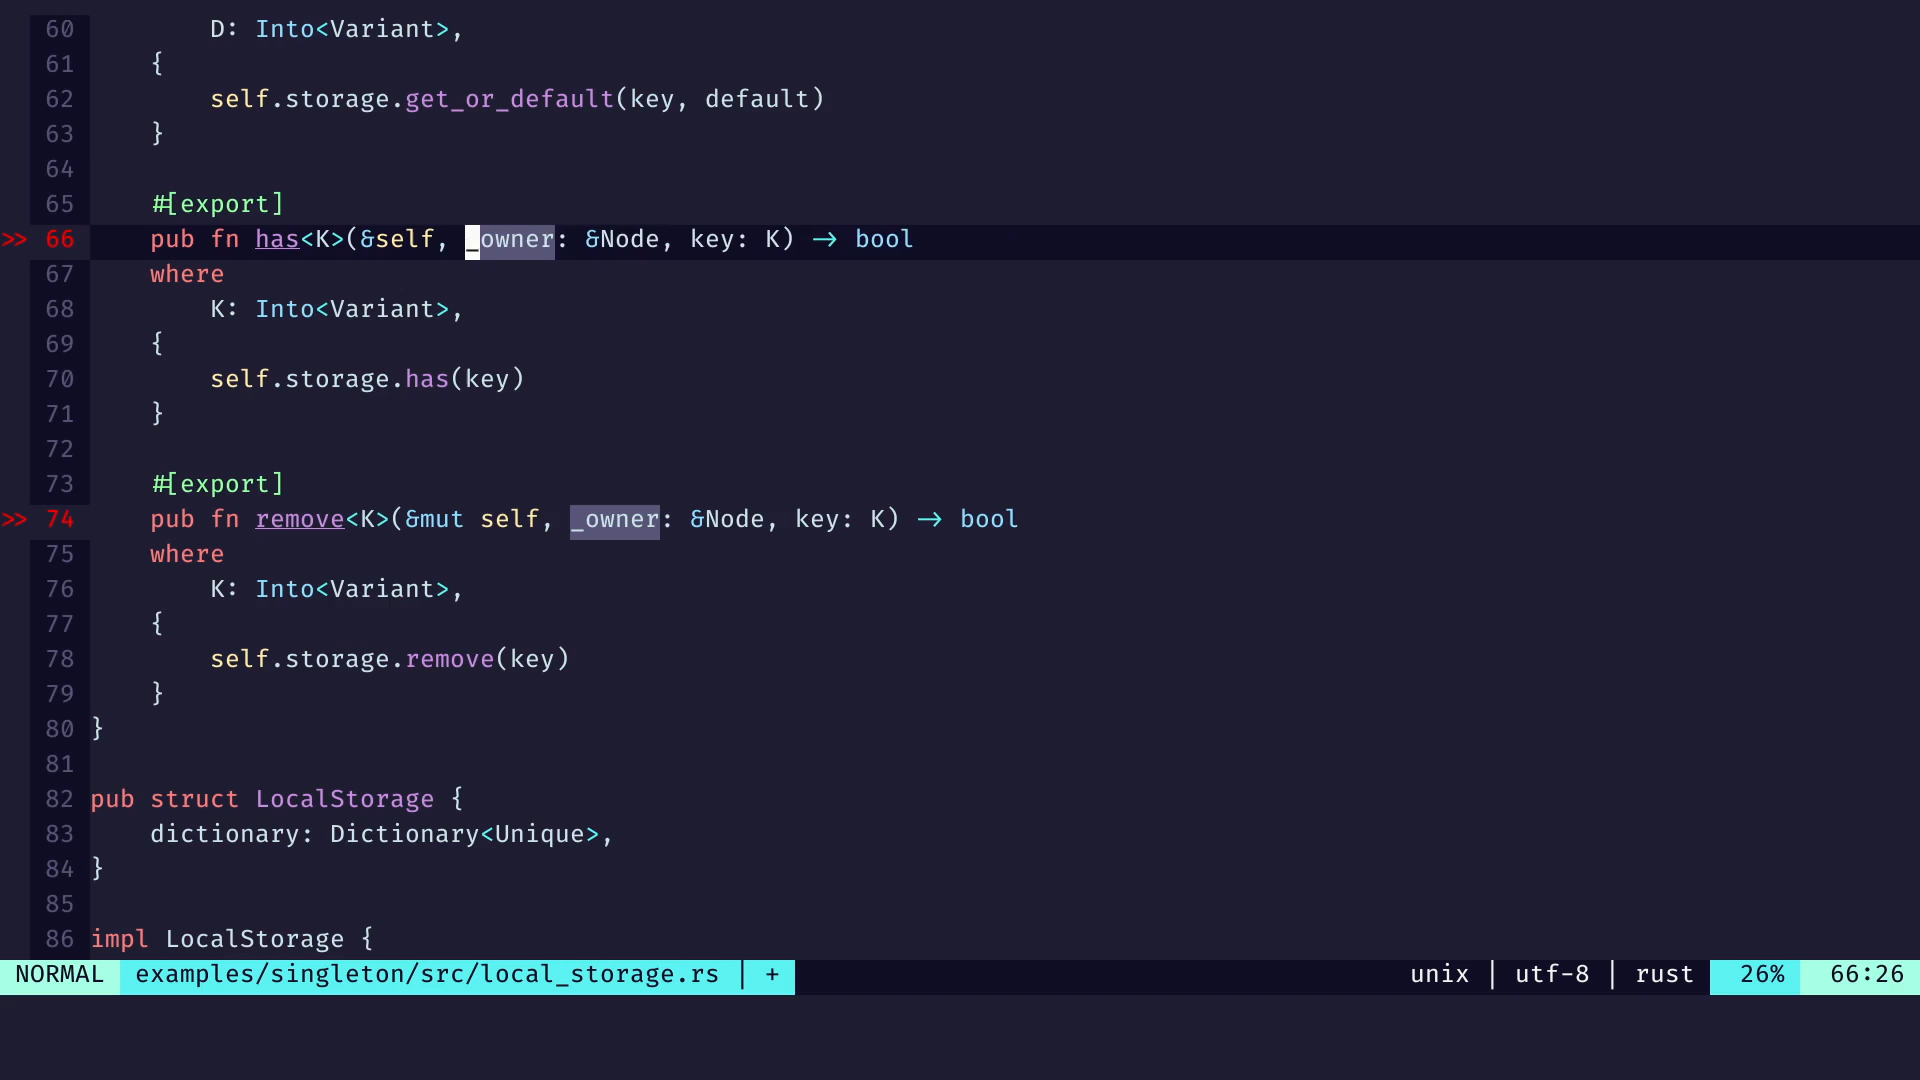 60         D: Into<Variant>,
61     {
62         self.storage.get_or_default(key, default)
63     }
64
65     #[export]
>> 66     pub fn has<K>(&self, _owner: &Node, key: K) -> bool
67     where
68         K: Into<Variant>,
69     {
70         self.storage.has(key)
71     }
72
73     #[export]
>> 74     pub fn remove<K>(&mut self, _owner: &Node, key: K) -> bool
75     where
76         K: Into<Variant>,
77     {
78         self.storage.remove(key)
79     }
80 }
81
82 pub struct LocalStorage {
83     dictionary: Dictionary<Unique>,
84 }
85
86 impl LocalStorage {
NORMAL examples/singleton/src/local_storage.rs | + unix | utf-8 | rust 26% 66:26